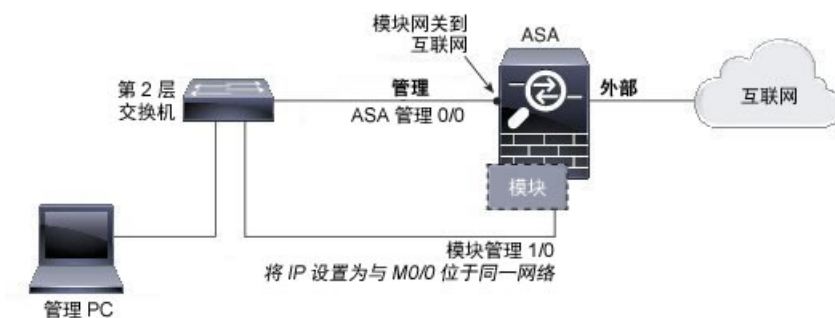 模块网关到
互联网
ASA
第 2 层
交换机
管理
ASA 管理 0/0
外部
互联网
模块
模块管理 1/0
将 IP 设置为与 M0/0 位于同一网络
管理 PC